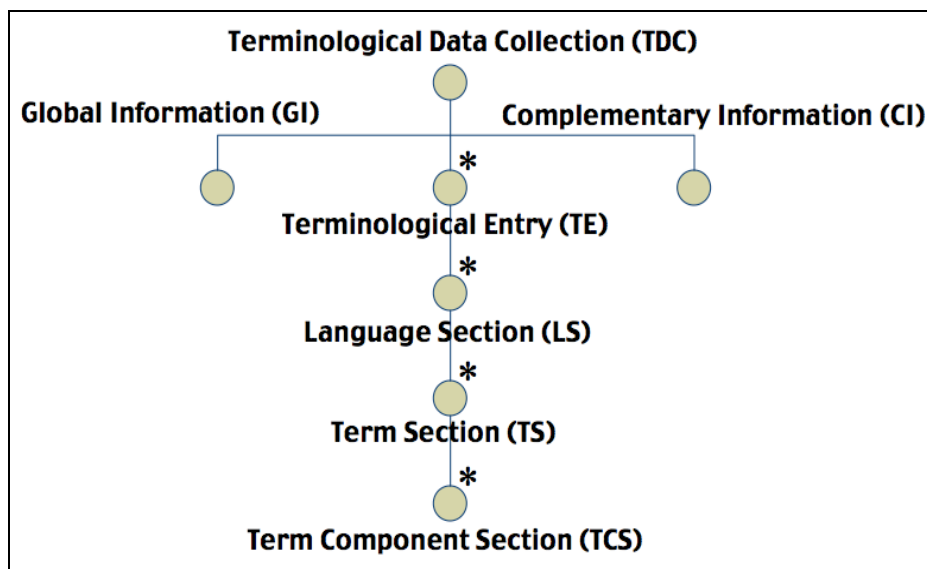 Terminological Data Collection (TDC)
Global Information (GI)
Complementary Information (CI)
*
Terminological Entry (TE)
*
Language Section (LS)
*
Term Section (TS)
*
Term Component Section (TCS)